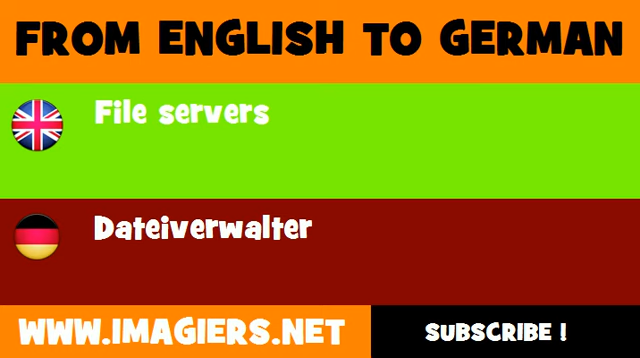 FROM ENGLISH TO GERMAN
File servers
Dateiverwalter
WWW.IMAGIERS.NET
SUBSCRIBE !